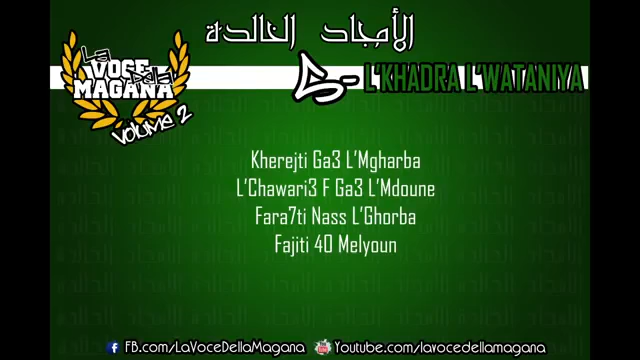 الأمجاد الخالدة
La
VOCE
Della
MAGANA
VOLUME 2
5- L'KHADRA L'WATANIYA
Kherejti Ga3 L'Mgharba
L'Chawari3 F Ga3 L'Mdoune
Fara7ti Nass L'Ghorba
Fajiti 40 Melyoun
FB.com/LaVoceDellaMagana
Youtube.com/lavocedellamagana